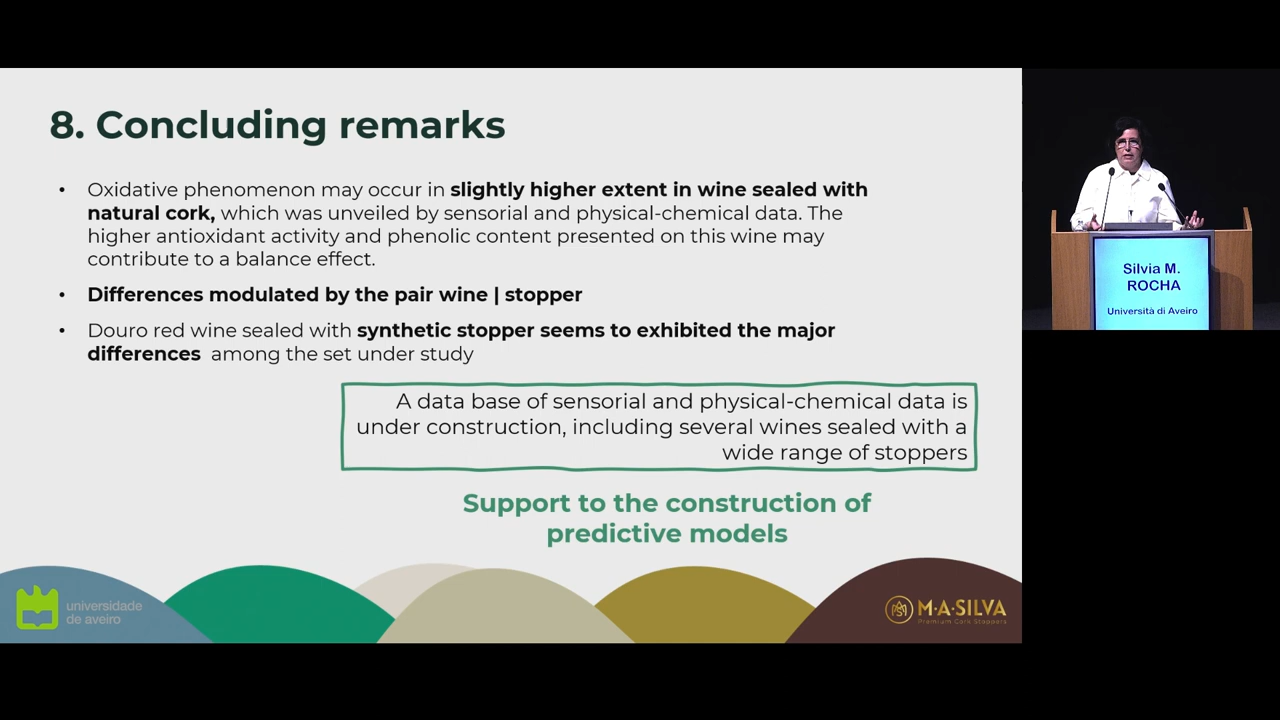 8. Concluding remarks
• Oxidative phenomenon may occur in slightly higher extent in wine sealed with
natural cork, which was unveiled by sensorial and physical-chemical data. The
higher antioxidant activity and phenolic content presented on this wine may
contribute to a balance effect.
• Differences modulated by the pair wine | stopper
• Douro red wine sealed with synthetic stopper seems to exhibited the major
differences among the set under study
A data base of sensorial and physical-chemical data is
under construction, including several wines sealed with a
wide range of stoppers
Support to the construction of
predictive models
universidade
de aveiro
M·A·SILVA
Premium Cork Stoppers
Silvia M.
ROCHA
Università di Aveiro